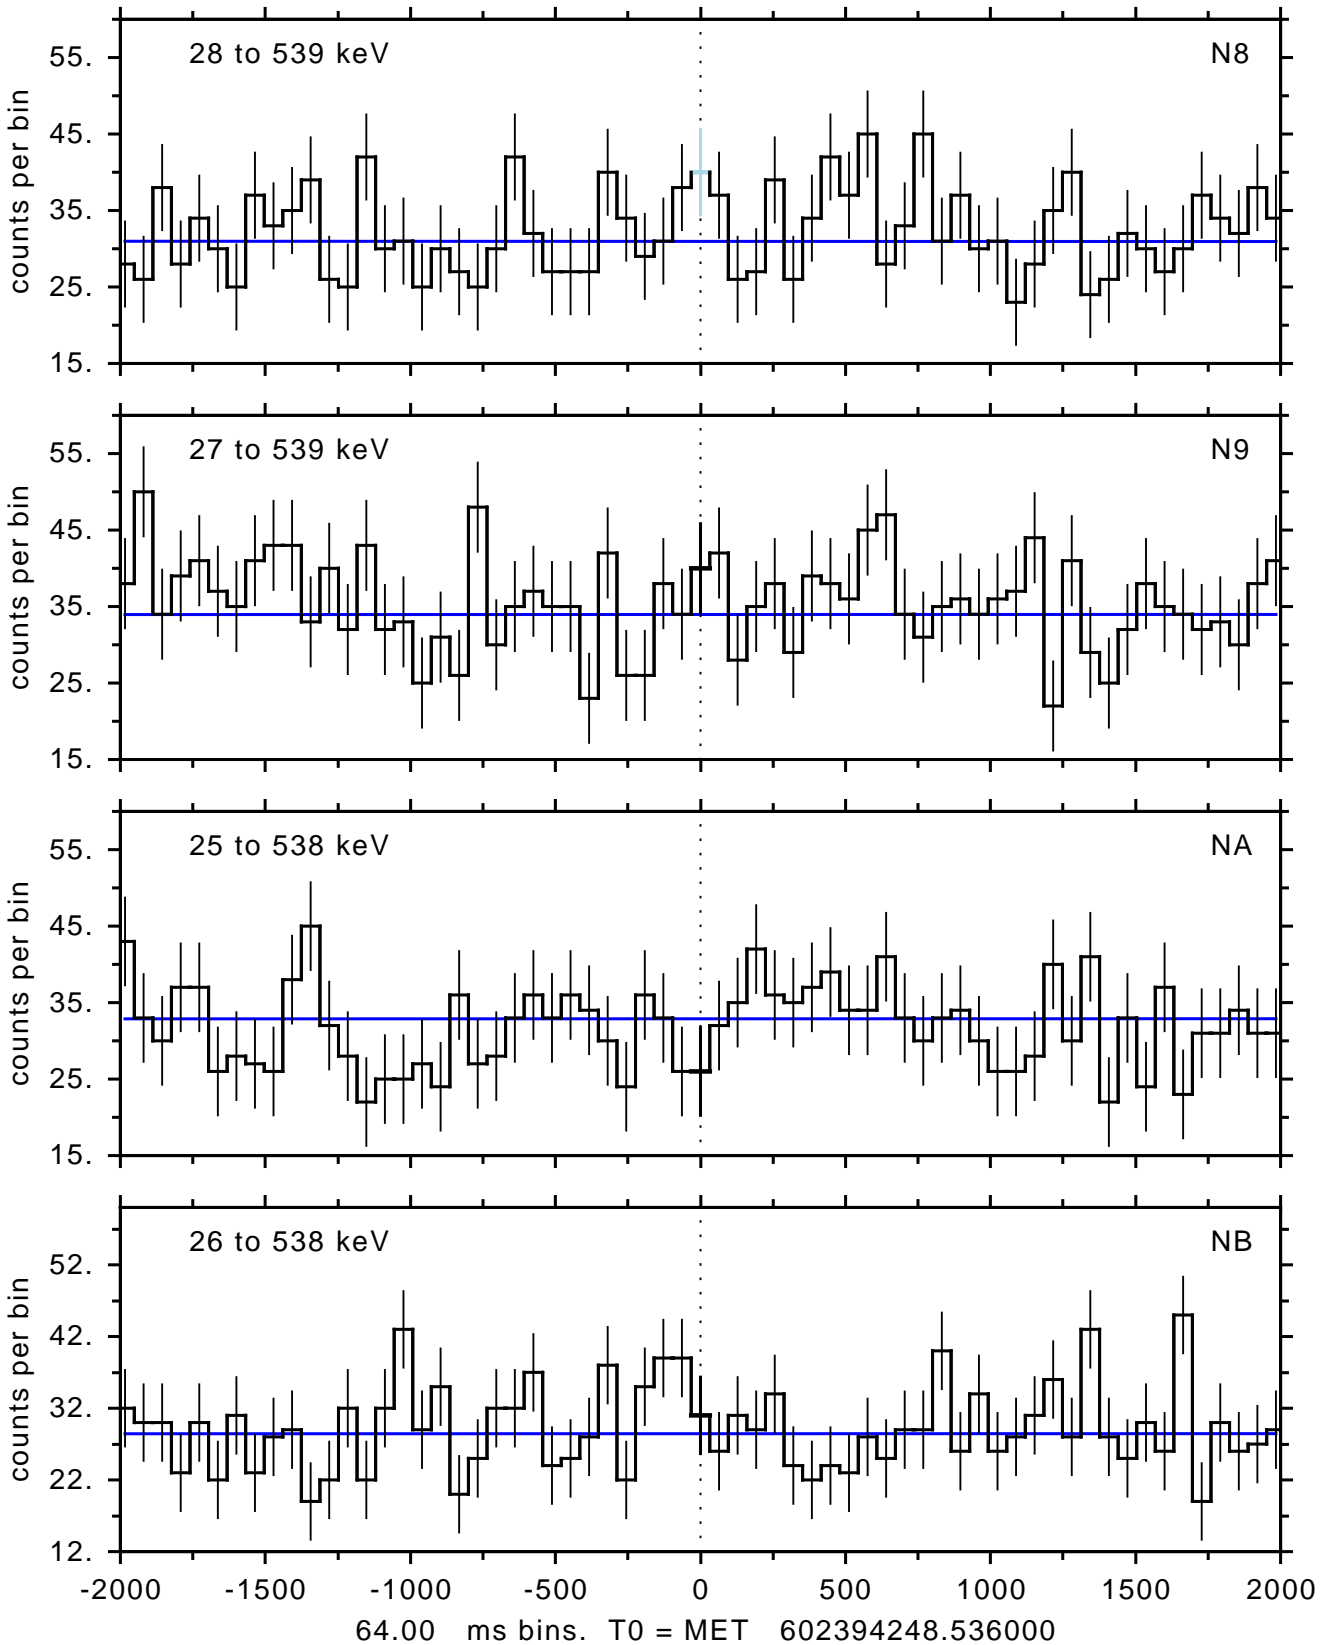 28 to 539 keV N8
55.
45.
35.
25.
15.
counts per bin
27 to 539 keV N9
55.
45.
35.
25.
15.
counts per bin
25 to 538 keV NA
55.
45.
35.
25.
15.
counts per bin
26 to 538 keV NB
52.
42.
32.
22.
12.
counts per bin
-2000 -1500 -1000 -500 0 500 1000 1500 2000
64.00 ms bins. T0 = MET 602394248.536000